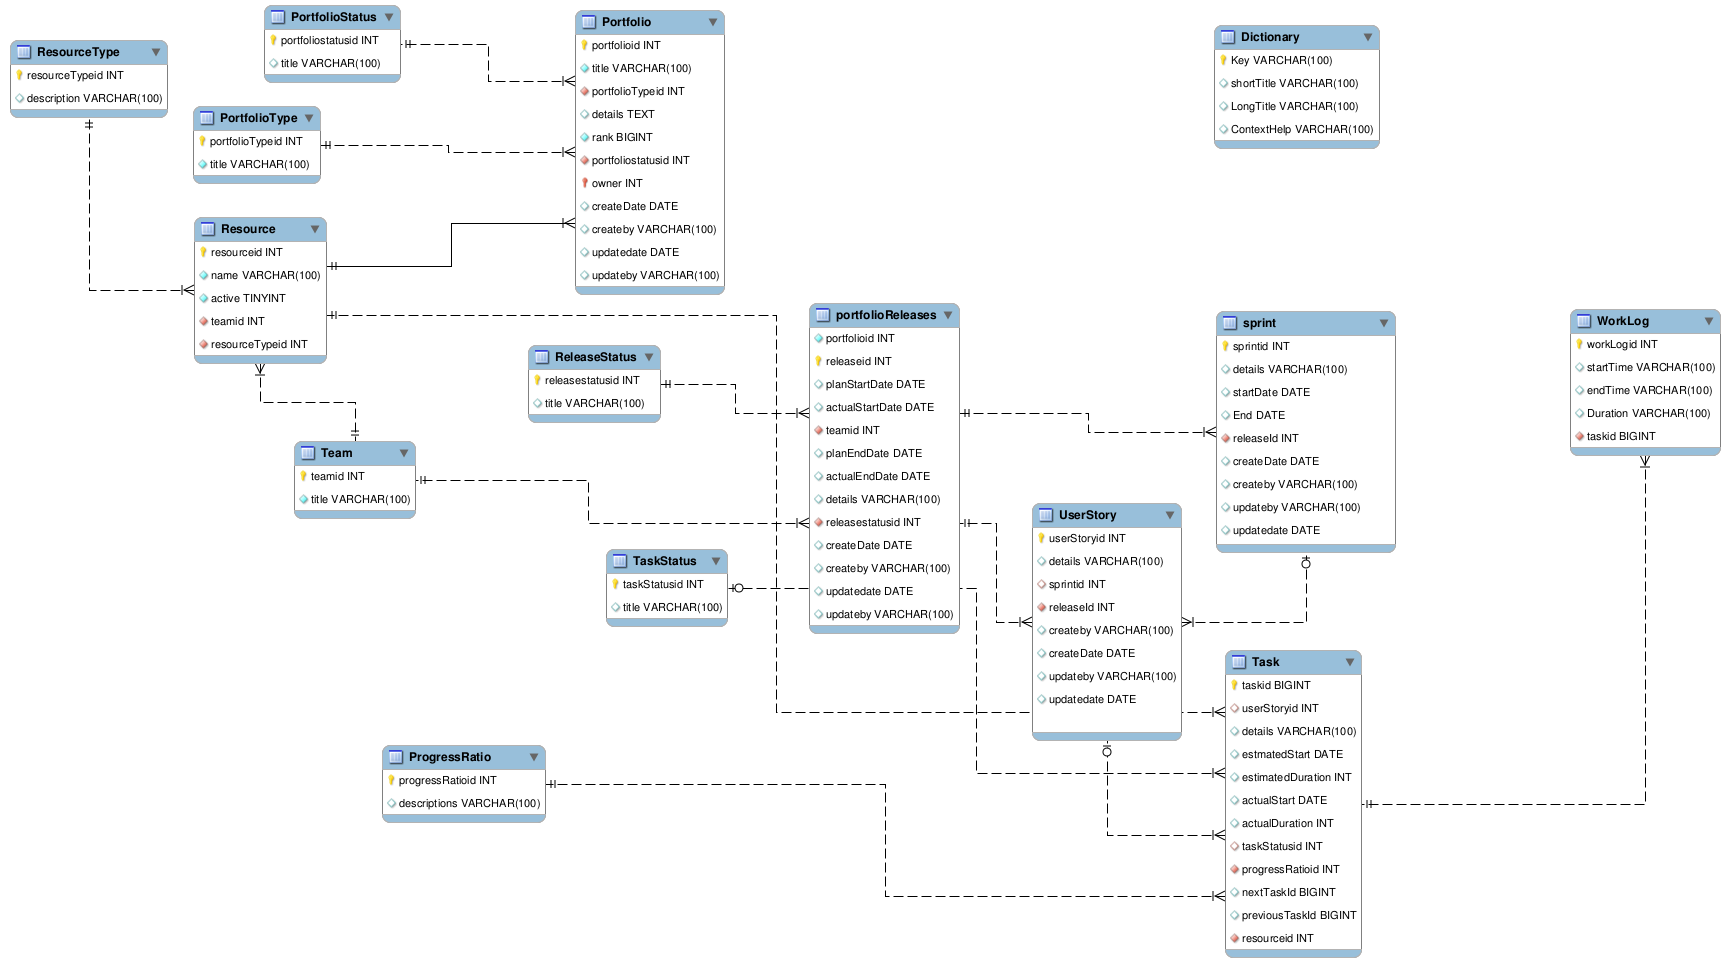 PortfolioStatus
portfoliostatusid INT
title VARCHAR(100)
Portfolio
portfolioid INT
title VARCHAR(100)
portfolioTypeid INT
details TEXT
rank BIGINT
portfoliostatusid INT
owner INT
createDate DATE
createby VARCHAR(100)
updatedate DATE
updateby VARCHAR(100)
Dictionary
Key VARCHAR(100)
shortTitle VARCHAR(100)
LongTitle VARCHAR(100)
ContextHelp VARCHAR(100)
ResourceType
resourceTypeid INT
description VARCHAR(100)
PortfolioType
portfolioTypeid INT
title VARCHAR(100)
Resource
resourceid INT
name VARCHAR(100)
active TINYINT
teamid INT
resourceTypeid INT
portfolioReleases
portfolioid INT
releaseid INT
planStartDate DATE
actualStartDate DATE
teamid INT
planEndDate DATE
actualEndDate DATE
details VARCHAR(100)
releasestatusid INT
createDate DATE
createby VARCHAR(100)
updatedate DATE
updateby VARCHAR(100)
sprint
sprintid INT
details VARCHAR(100)
startDate DATE
End DATE
releaseId INT
createDate DATE
createby VARCHAR(100)
updateby VARCHAR(100)
updatedate DATE
WorkLog
workLogid INT
startTime VARCHAR(100)
endTime VARCHAR(100)
Duration VARCHAR(100)
taskid BIGINT
ReleaseStatus
releasestatusid INT
title VARCHAR(100)
Team
teamid INT
title VARCHAR(100)
UserStory
userStoryid INT
details VARCHAR(100)
sprintid INT
releaseId INT
createby VARCHAR(100)
createDate DATE
updateby VARCHAR(100)
updatedate DATE
TaskStatus
taskStatusid INT
title VARCHAR(100)
Task
taskid BIGINT
userStoryid INT
details VARCHAR(100)
estmatedStart DATE
estimatedDuration INT
actualStart DATE
actualDuration INT
taskStatusid INT
progressRatioid INT
nextTaskId BIGINT
previousTaskId BIGINT
resourceid INT
ProgressRatio
progressRatioid INT
descriptions VARCHAR(100)